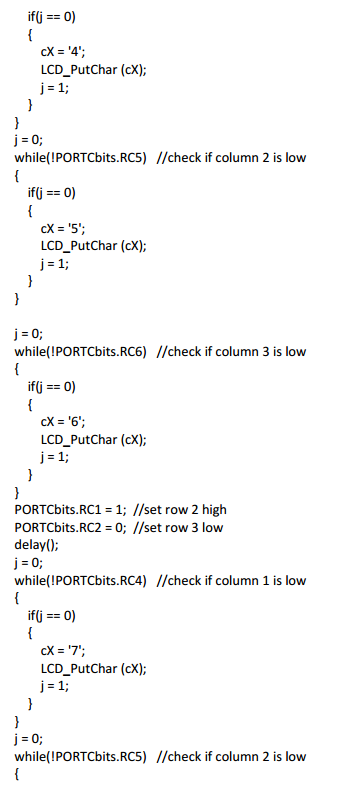 if(j == 0)
{
cX = '4';
LCD_PutChar (cX);
j = 1;
}
}
j = 0;
while(!PORTCbits.RC5) //check if column 2 is low
{
if(j == 0)
{
cX = '5';
LCD_PutChar (cX);
j = 1;
}
}
j = 0;
while(!PORTCbits.RC6) //check if column 3 is low
{
if(j == 0)
{
cX = '6';
LCD_PutChar (cX);
j = 1;
}
}
PORTCbits.RC1 = 1; //set row 2 high
PORTCbits.RC2 = 0; //set row 3 low
delay();
j = 0;
while(!PORTCbits.RC4) //check if column 1 is low
{
if(j == 0)
{
cX = '7';
LCD_PutChar (cX);
j = 1;
}
}
j = 0;
while(!PORTCbits.RC5) //check if column 2 is low
{